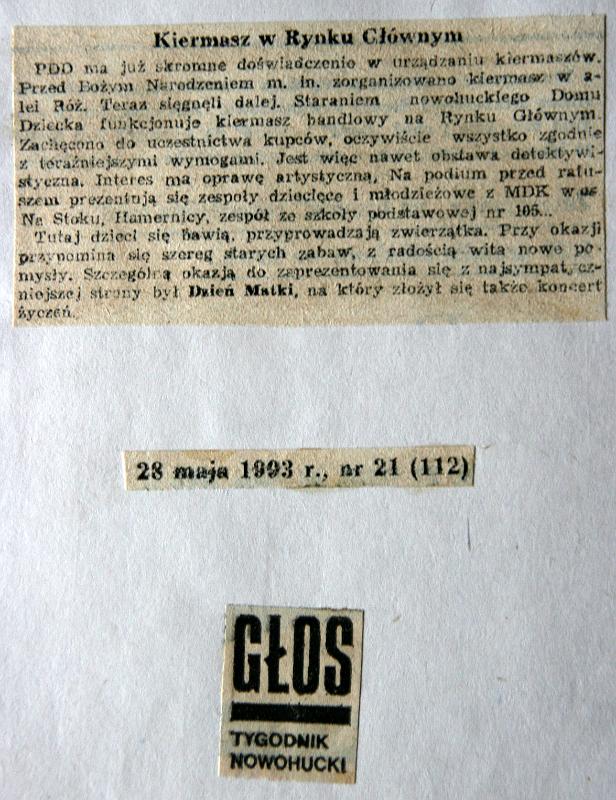 Kiermasz w Rynku Głównym
PDD ma już skromne doświadczenie w urządzaniu kiermaszów.
Przed Bożym Narodzeniem m. in. zorganizowano kiermasz w a-
lei Róż. Teraz sięgnęli dalej. Staraniem nowohuckiego Domu
Dziecka funkcjonuje kiermasz handlowy na Rynku Głównym.
Zachęcono do uczestnictwa kupców, oczywiście wszystko zgodnie
z teraźniejszymi wymogami. Jest więc nawet obstawa detektywi-
styczna. Interes ma oprawę artystyczną. Na podium przed ratu-
szem prezentują się zespoły dziecięce i młodzieżowe z MDK w os.
Na Stoku, Hamernicy, zespół ze szkoły podstawowej nr 105...
Tutaj dzieci się bawią, przyprowadzają zwierzątka. Przy okazji
przypomina się szereg starych zabaw, z radością wita nowe po-
mysły. Szczególną okazją do zaprezentowania się z najsympatycz-
niejszej strony był Dzień Matki, na który złożył się także koncert
życzeń.
28 maja 1993 r., nr 21 (112)
GŁOS
TYGODNIK
NOWOHUCKI